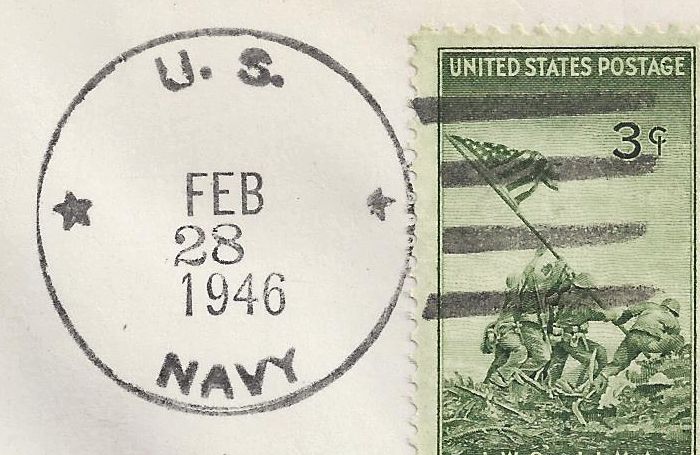 U. S.
FEB
28
1946
NAVY
UNITED STATES POSTAGE
3¢